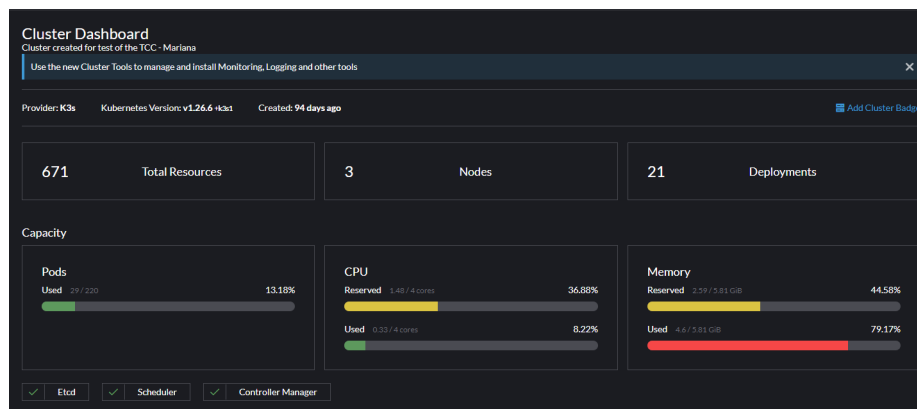 Cluster Dashboard
Cluster created for test of the TCC - Mariana
Use the new Cluster Tools to manage and install Monitoring, Logging and other tools
Provider: K3s Kubernetes Version: v1.26.6 +k3s1 Created: 94 days ago Add Cluster Badge
671 Total Resources 3 Nodes 21 Deployments
Capacity
Pods
Used 29 / 220 13.18%
CPU
Reserved 1.48 / 4 cores 36.88%
Used 0.33 / 4 cores 8.22%
Memory
Reserved 2.59 / 5.81 GiB 44.58%
Used 4.6 / 5.81 GiB 79.17%
Etcd Scheduler Controller Manager